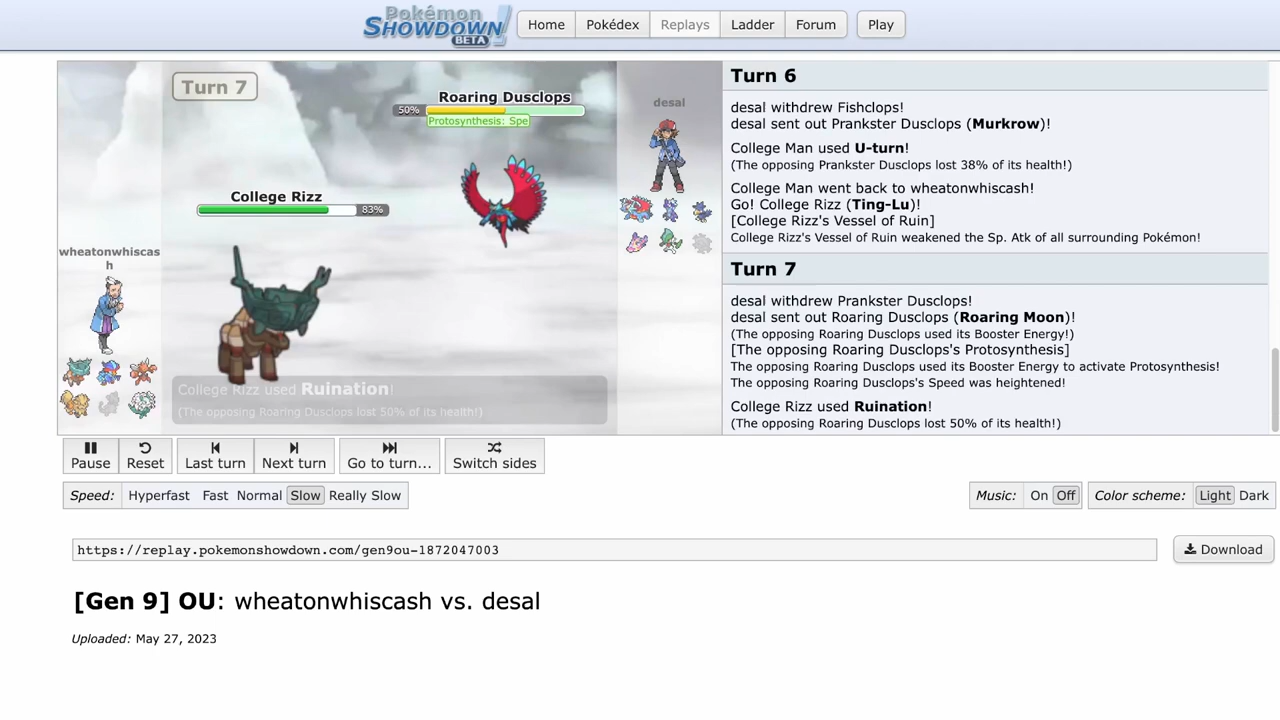 Pokémon
SHOWDOWN!
BETA
Home
Pokédex
Replays
Ladder
Forum
Play
Turn 7
Roaring Dusclops
50%
Protosynthesis: Spe
College Rizz
83%
wheatonwhiscas
h
desal
College Rizz used Ruination!
(The opposing Roaring Dusclops lost 50% of its health!)
Turn 6
desal withdrew Fishclops!
desal sent out Prankster Dusclops (Murkrow)!
College Man used U-turn!
(The opposing Prankster Dusclops lost 38% of its health!)
College Man went back to wheatonwhiscash!
Go! College Rizz (Ting-Lu)!
[College Rizz's Vessel of Ruin]
College Rizz's Vessel of Ruin weakened the Sp. Atk of all surrounding Pokémon!
Turn 7
desal withdrew Prankster Dusclops!
desal sent out Roaring Dusclops (Roaring Moon)!
(The opposing Roaring Dusclops used its Booster Energy!)
[The opposing Roaring Dusclops's Protosynthesis]
The opposing Roaring Dusclops used its Booster Energy to activate Protosynthesis!
The opposing Roaring Dusclops's Speed was heightened!
College Rizz used Ruination!
(The opposing Roaring Dusclops lost 50% of its health!)
Pause
Reset
Last turn
Next turn
Go to turn...
Switch sides
Speed: Hyperfast Fast Normal Slow Really Slow
Music: On Off
Color scheme: Light Dark
https://replay.pokemonshowdown.com/gen9ou-1872047003
Download
[Gen 9] OU: wheatonwhiscash vs. desal
Uploaded: May 27, 2023